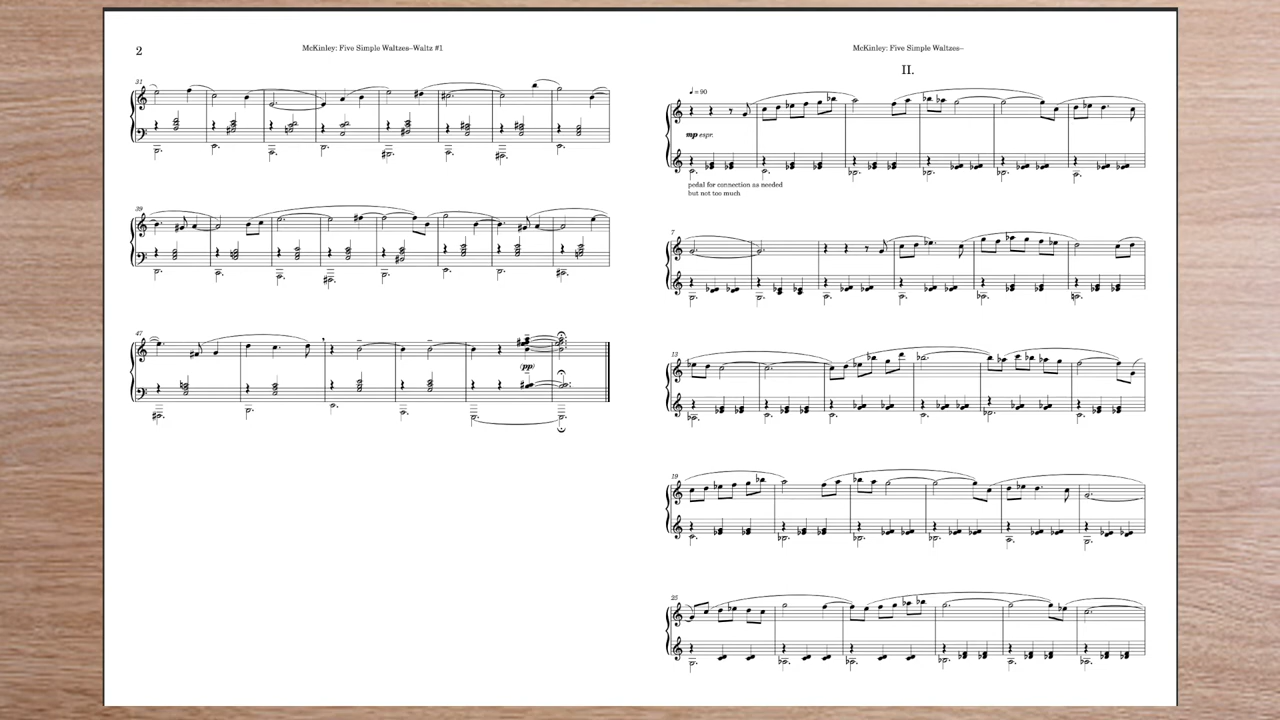 2
McKinley: Five Simple Waltzes–Waltz #1
31
39
47
(pp)
McKinley: Five Simple Waltzes–
II.
♩ = 90
mp espr.
pedal for connection as needed
but not too much
7
13
19
25